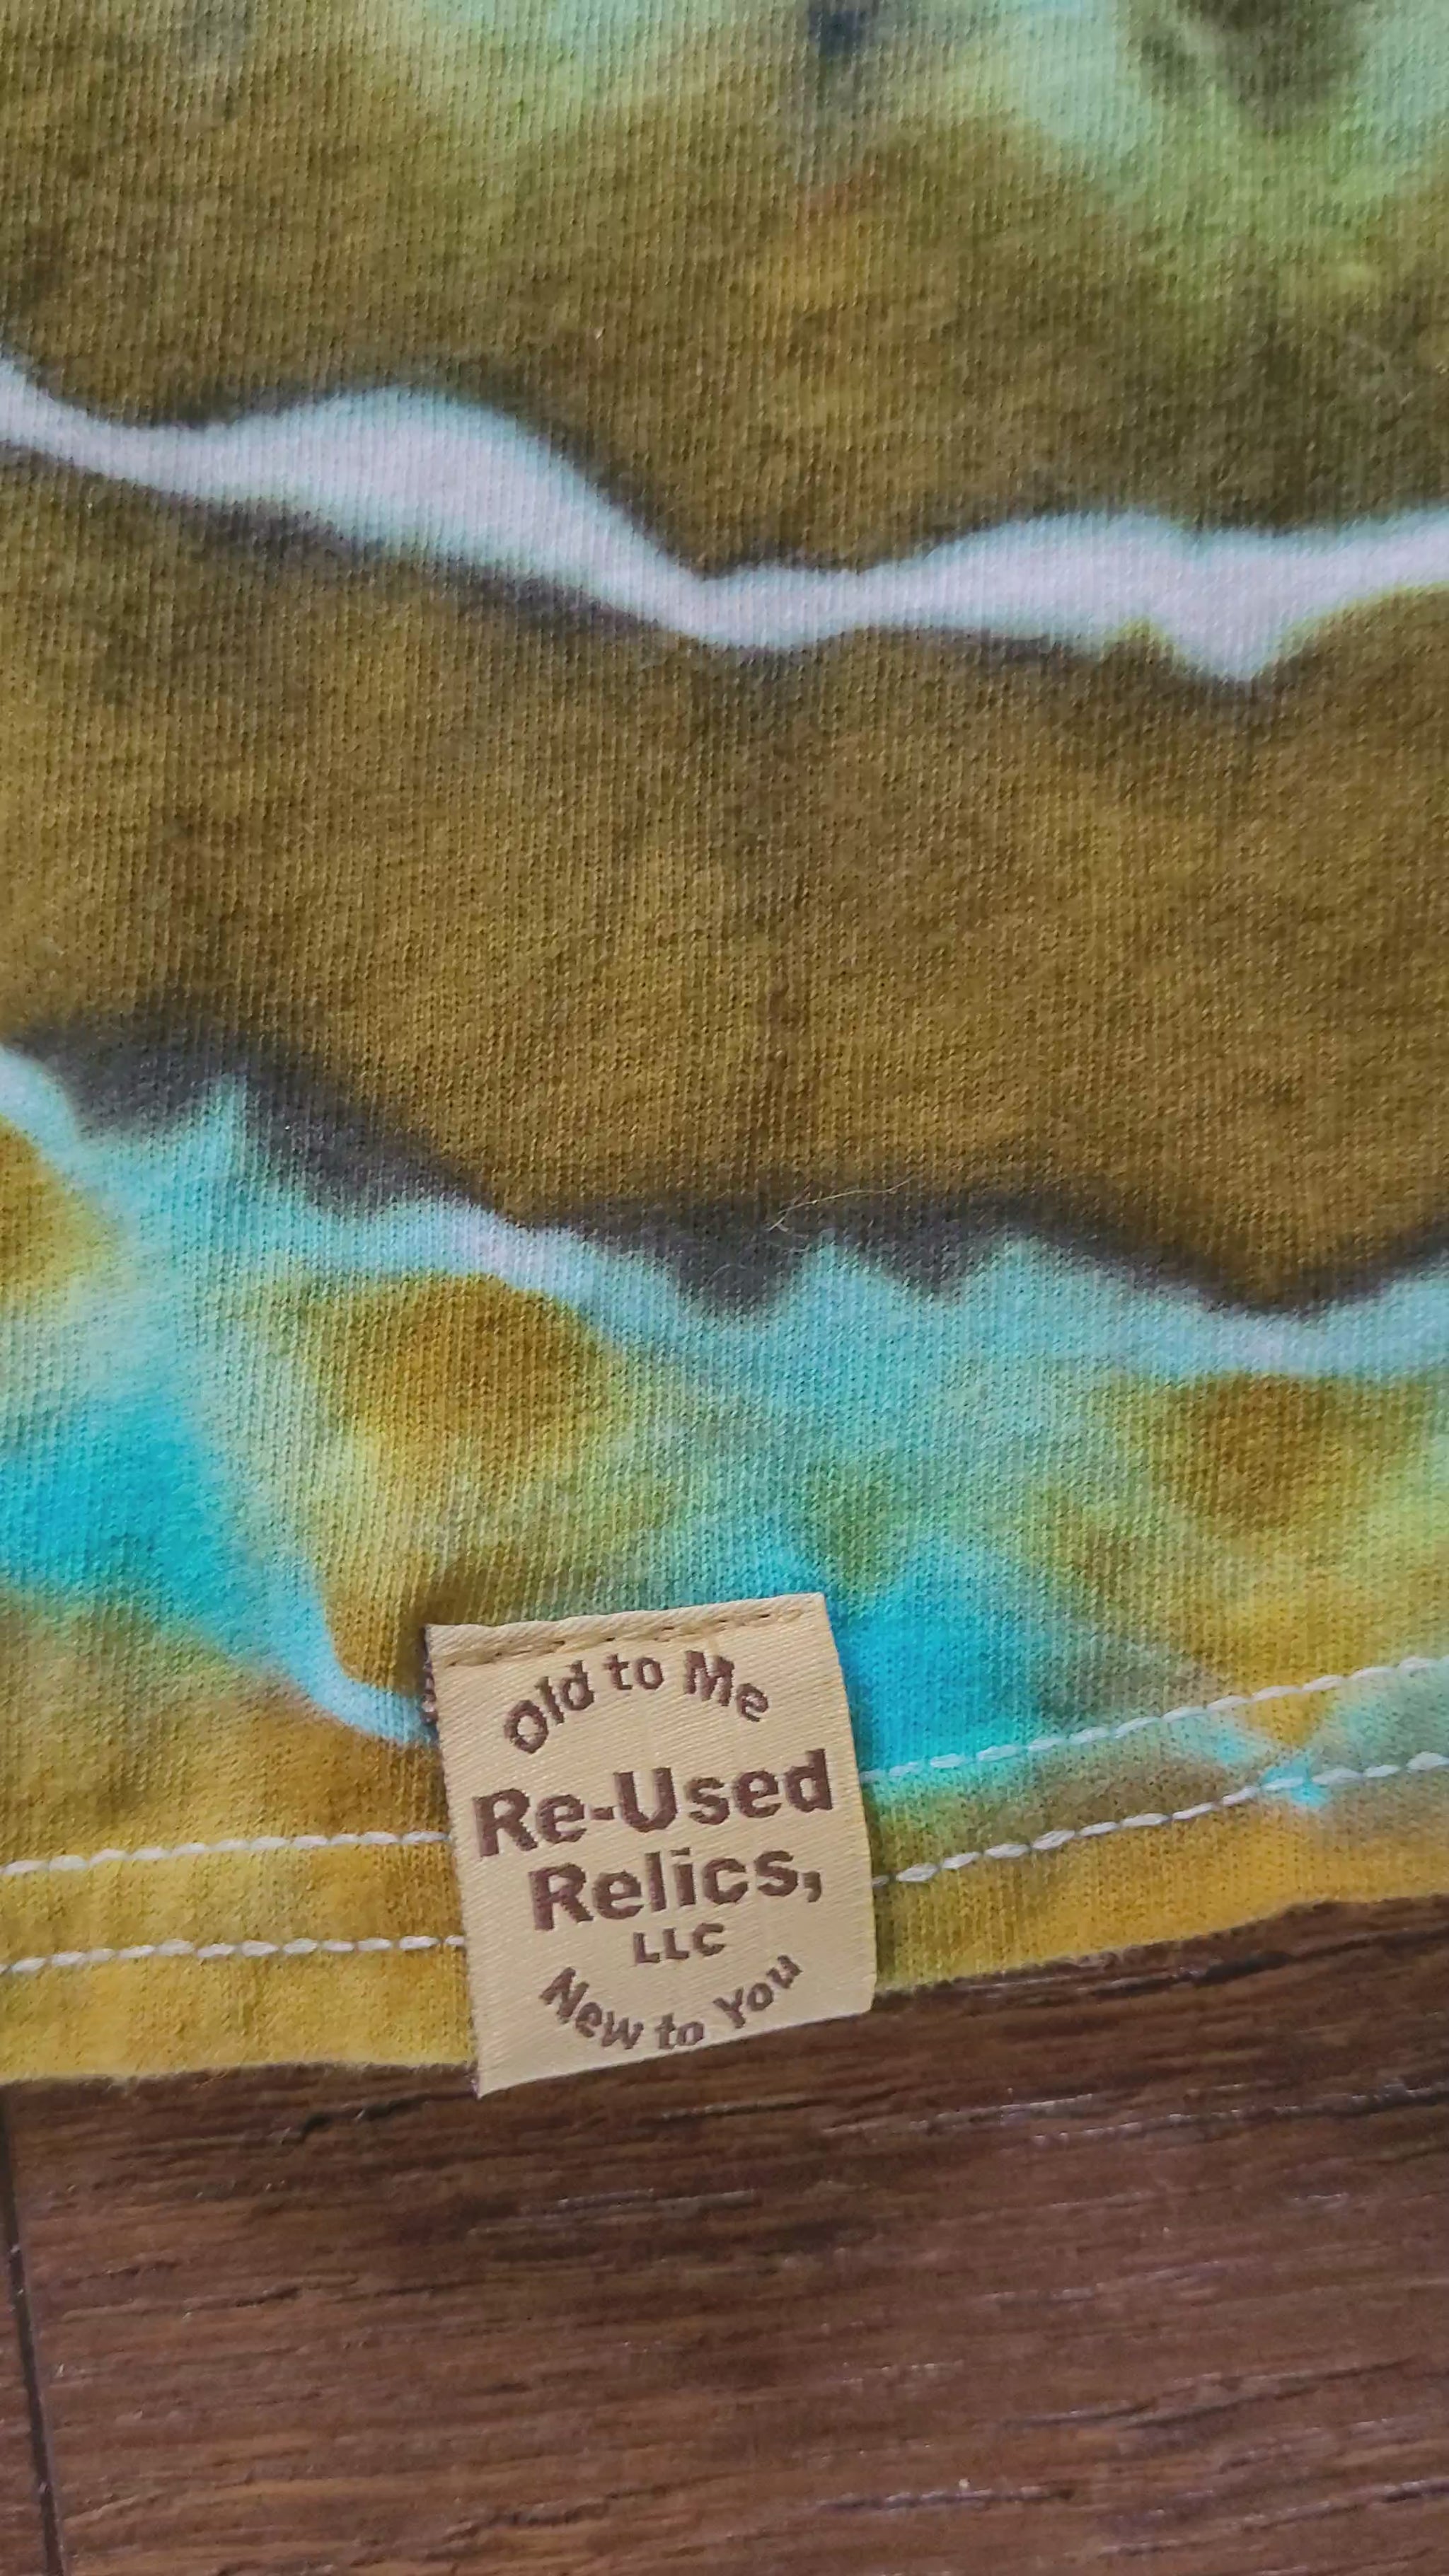 Old to Me
Re-Used
Relics,
LLC
New to You